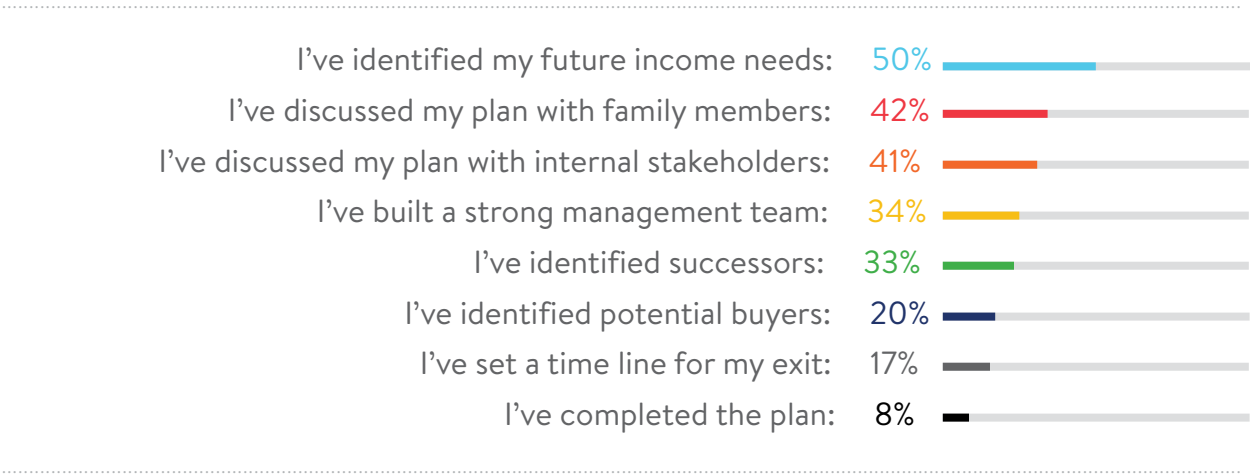 I’ve identified my future income needs: 50%
I’ve discussed my plan with family members: 42%
I’ve discussed my plan with internal stakeholders: 41%
I’ve built a strong management team: 34%
I’ve identified successors: 33%
I’ve identified potential buyers: 20%
I’ve set a time line for my exit: 17%
I’ve completed the plan: 8%